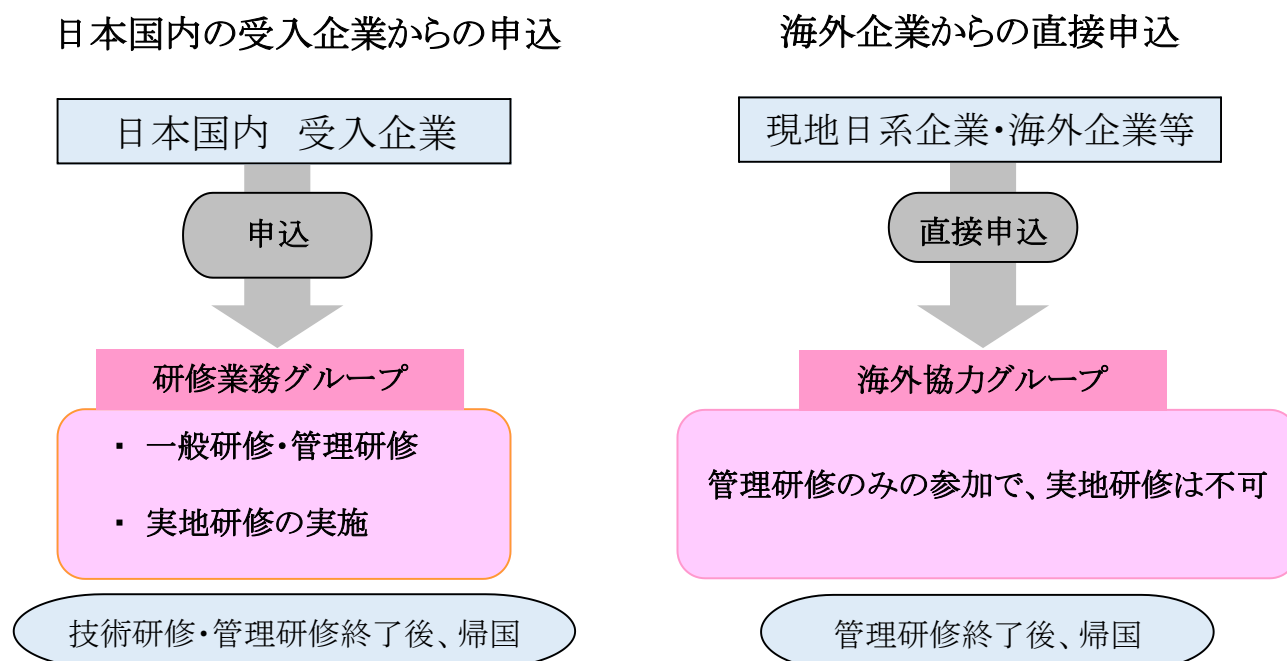 日本国内の受入企業からの申込
日本国内　受入企業
申込
研修業務グループ
・ 一般研修・管理研修
・ 実地研修の実施
技術研修・管理研修終了後、帰国
海外企業からの直接申込
現地日系企業・海外企業等
直接申込
海外協力グループ
管理研修のみの参加で、実地研修は不可
管理研修終了後、帰国